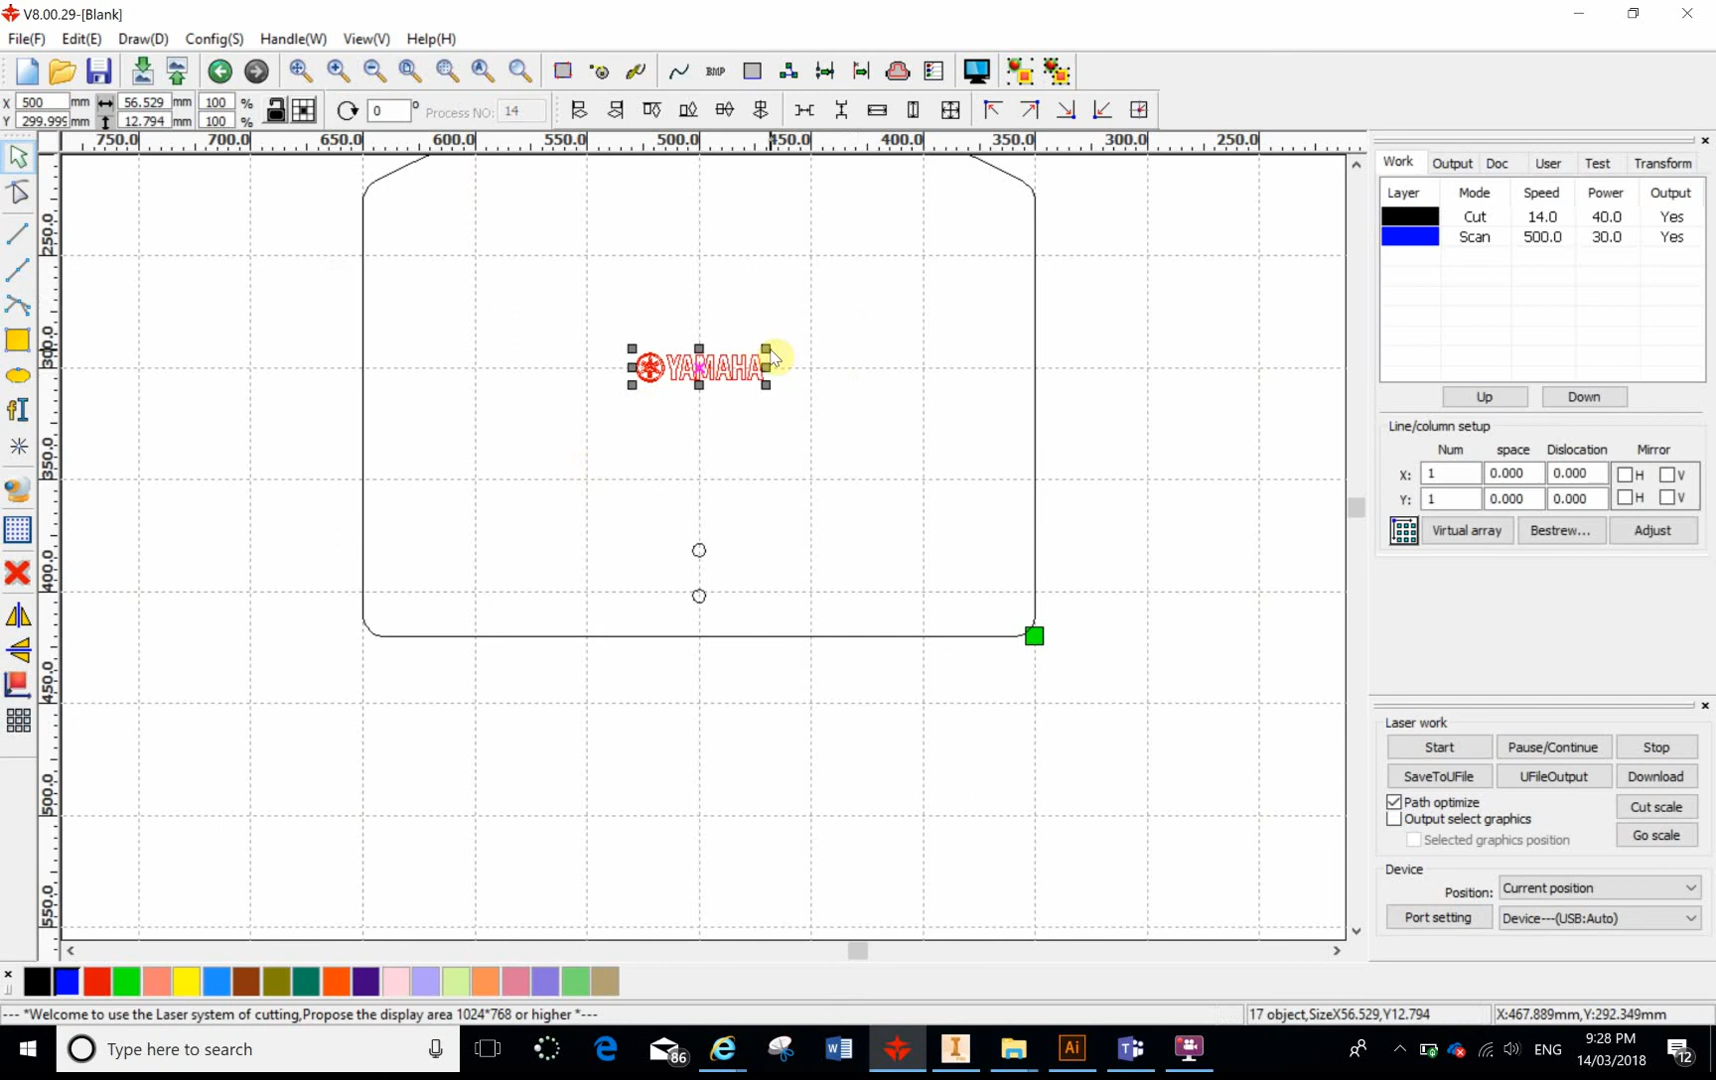 V8.00.29-[Blank]
File(F) Edit(E) Draw(D) Config(S) Handle(W) View(V) Help(H)
BMP
X 500 mm 56.529 mm 100 %
Y 299.999 mm 12.794 mm 100 %
0 ° Process NO: 14
750.0 700.0 650.0 600.0 550.0 500.0 450.0 400.0 350.0 300.0 250.0
250.0
300.0
350.0
400.0
450.0
500.0
550.0
YAMAHA
Work Output Doc User Test Transform
Layer Mode Speed Power Output
Cut 14.0 40.0 Yes
Scan 500.0 30.0 Yes
Up Down
Line/column setup
Num space Dislocation Mirror
X: 1 0.000 0.000 H V
Y: 1 0.000 0.000 H V
Virtual array Bestrew... Adjust
Laser work
Start Pause/Continue Stop
SaveToUFile UFileOutput Download
Path optimize Cut scale
Output select graphics
Selected graphics position Go scale
Device
Position: Current position
Port setting Device---(USB:Auto)
--- *Welcome to use the Laser system of cutting,Propose the display area 1024*768 or higher *---
17 object,SizeX56.529,Y12.794
X:467.889mm,Y:292.349mm
Type here to search
86
Ai
ENG
9:28 PM
14/03/2018
12